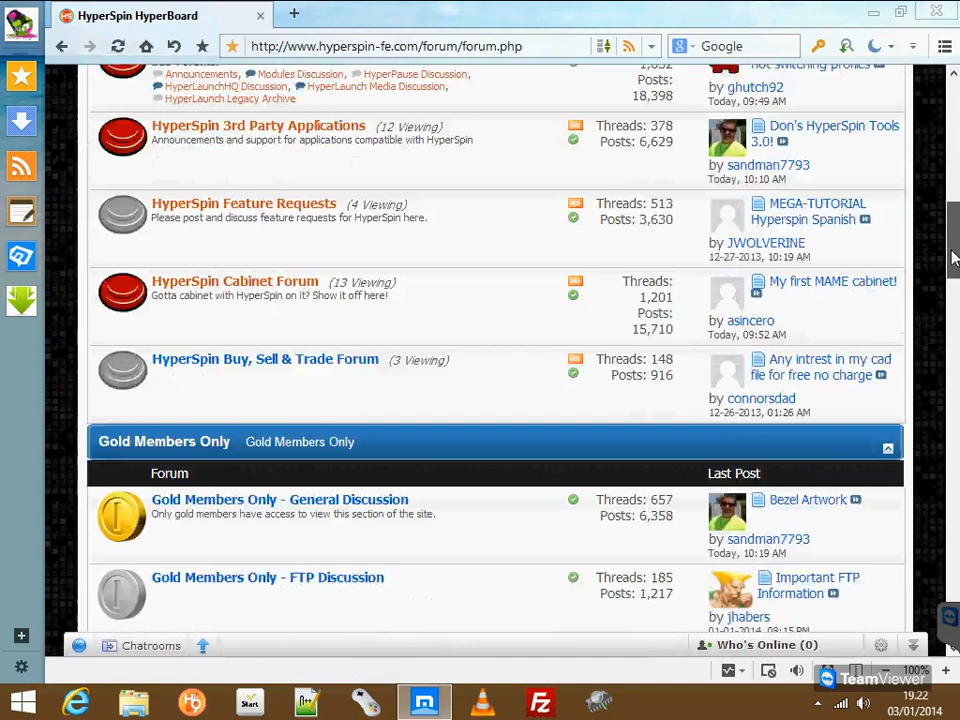 HyperSpin HyperBoard
http://www.hyperspin-fe.com/forum/forum.php
Google
Announcements, Modules Discussion, HyperPause Discussion,
HyperLaunchHQ Discussion, HyperLaunch Media Discussion,
HyperLaunch Legacy Archive
Posts:
18,398
by ghutch92
Today, 09:49 AM
HyperSpin 3rd Party Applications (12 Viewing)
Announcements and support for applications compatible with HyperSpin
Threads: 378
Posts: 6,629
Don's HyperSpin Tools
3.0!
by sandman7793
Today, 10:10 AM
HyperSpin Feature Requests (4 Viewing)
Please post and discuss feature requests for HyperSpin here.
Threads: 513
Posts: 3,630
MEGA-TUTORIAL
Hyperspin Spanish
by JWOLVERINE
12-27-2013, 10:19 AM
HyperSpin Cabinet Forum (13 Viewing)
Gotta cabinet with HyperSpin on it? Show it off here!
Threads:
1,201
Posts:
15,710
My first MAME cabinet!
by asincero
Today, 09:52 AM
HyperSpin Buy, Sell & Trade Forum (3 Viewing)
Threads: 148
Posts: 916
Any intrest in my cad
file for free no charge
by connorsdad
12-26-2013, 01:26 AM
Gold Members Only Gold Members Only
Forum Last Post
Gold Members Only - General Discussion
Only gold members have access to view this section of the site.
Threads: 657
Posts: 6,358
Bezel Artwork
by sandman7793
Today, 10:19 AM
Gold Members Only - FTP Discussion
Threads: 185
Posts: 1,217
Important FTP
Information
by jhabers
Chatrooms
Who's Online (0)
100%
TeamViewer
Start
19.22
03/01/2014